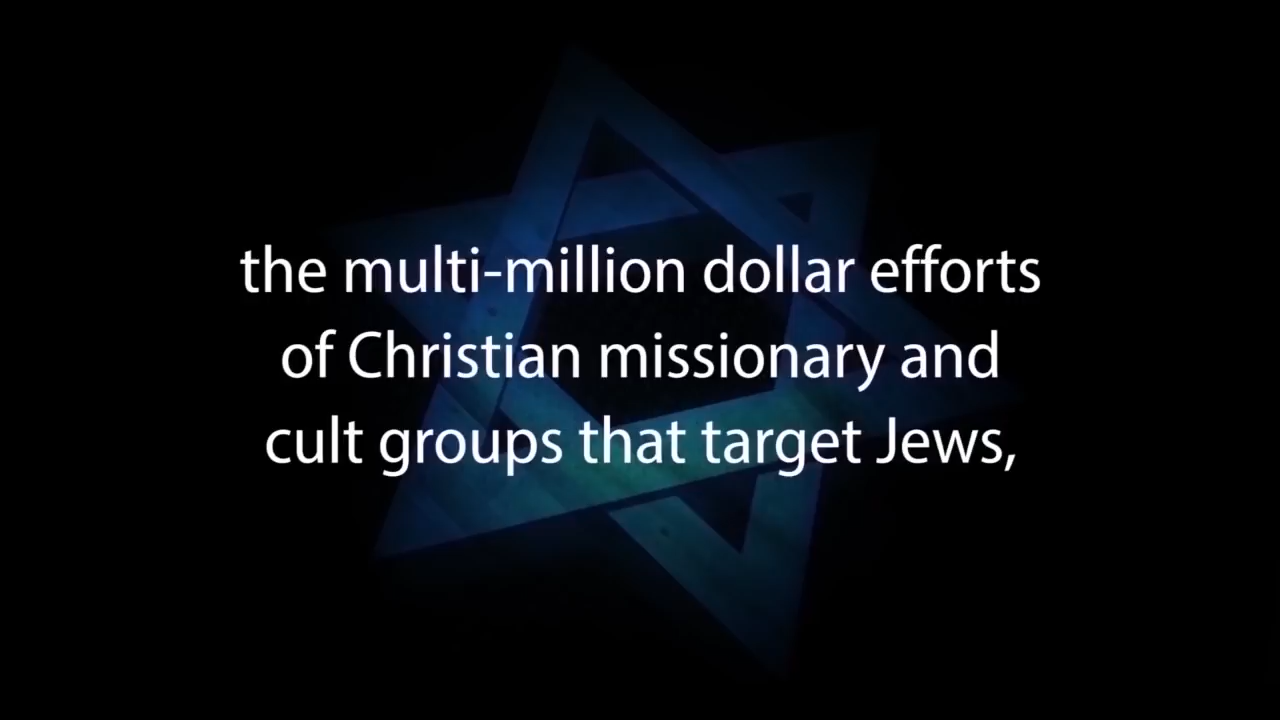 the multi-million dollar efforts
of Christian missionary and
cult groups that target Jews,